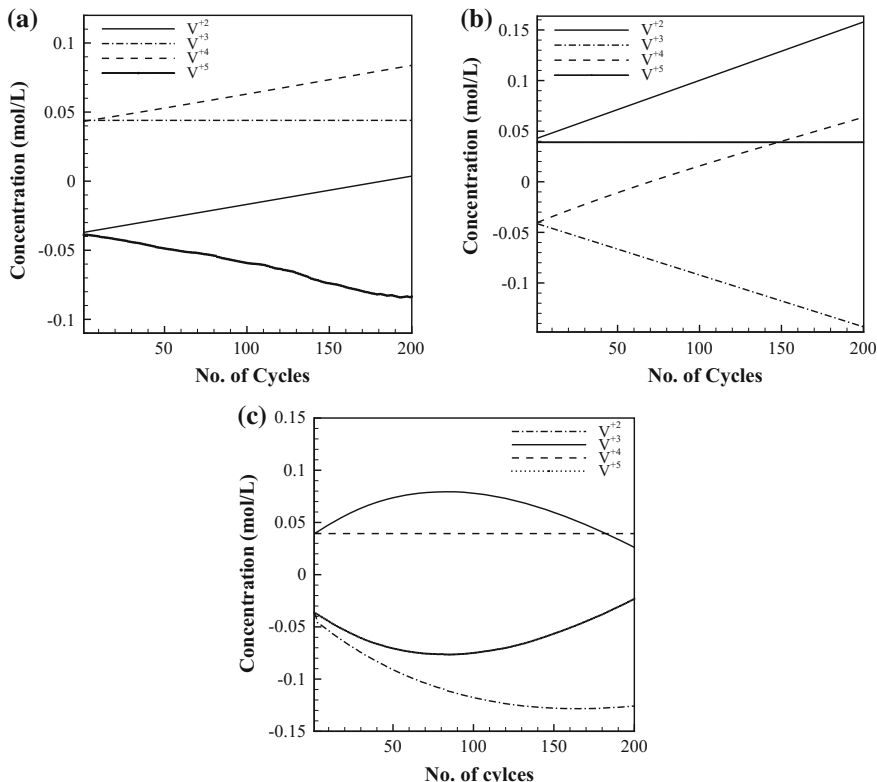 (a)
0.1
0.05
0
-0.05
-0.1
Concentration (mol/L)
V+2
V+3
V+4
V+5
50
100
150
200
No. of Cycles
(b)
0.15
0.1
0.05
0
-0.05
-0.1
Concentration (mol/L)
V+2
V+3
V+4
V+5
50
100
150
200
No. of Cycles
(c)
0.15
0.1
0.05
0
-0.05
-0.1
-0.15
Concentration (mol/L)
V+2
V+3
V+4
V+5
50
100
150
200
No. of cylces